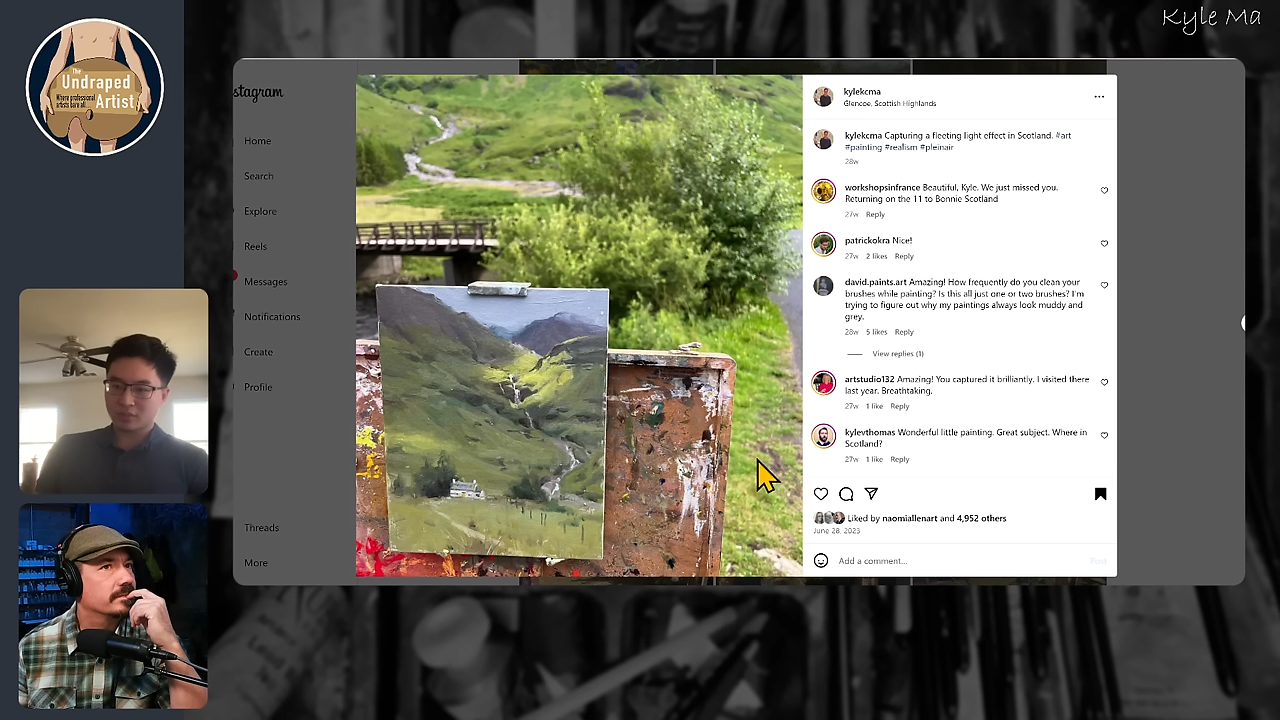 Kyle Ma
The
Undraped
Where professional
artists bare all.
Artist
stagram
Home
Search
Explore
Reels
Messages
Notifications
Create
Profile
Threads
More
kylekcma
Glencoe, Scottish Highlands
kylekcma Capturing a fleeting light effect in Scotland. #art
#painting #realism #pleinair
28w
workshopsinfrance Beautiful, Kyle. We just missed you.
Returning on the 11 to Bonnie Scotland
27w Reply
patrickokra Nice!
27w 2 likes Reply
david.paints.art Amazing! How frequently do you clean your
brushes while painting? Is this all just one or two brushes? I'm
trying to figure out why my paintings always look muddy and
grey.
28w 5 likes Reply
View replies (1)
artstudio132 Amazing! You captured it brilliantly. I visited there
last year. Breathtaking.
27w 1 like Reply
kylevthomas Wonderful little painting. Great subject. Where in
Scotland?
27w 1 like Reply
Liked by naomiallenart and 4,952 others
June 28, 2023
Add a comment...
Post